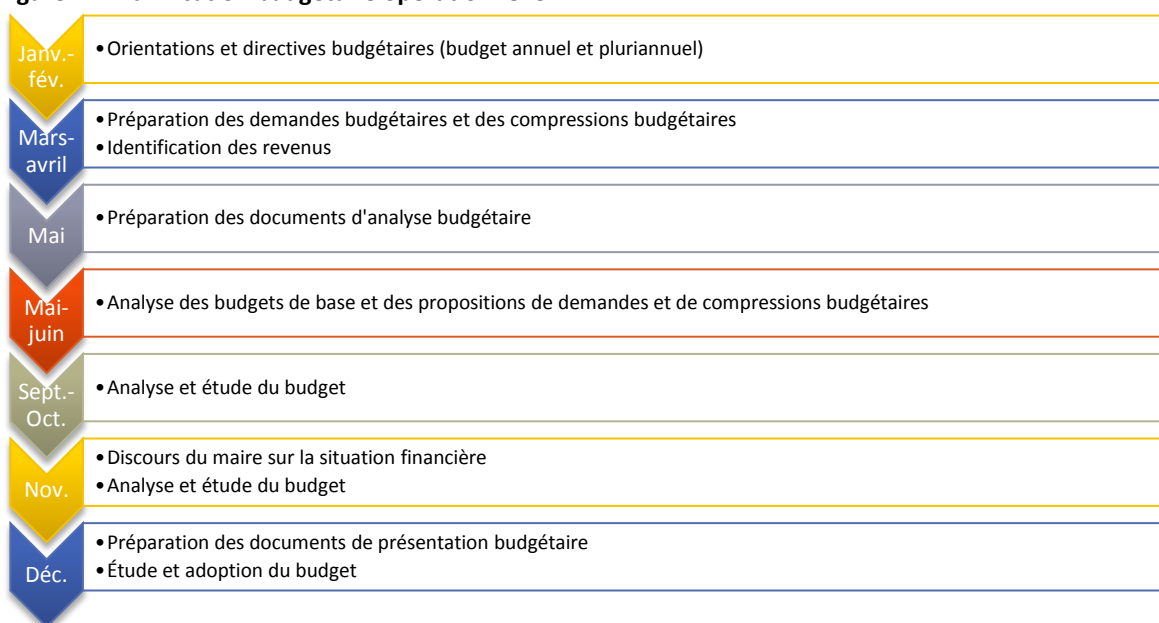 Janv.-
fév.
•Orientations et directives budgétaires (budget annuel et pluriannuel)
Mars-
avril
•Préparation des demandes budgétaires et des compressions budgétaires
•Identification des revenus
Mai
•Préparation des documents d'analyse budgétaire
Mai-
juin
•Analyse des budgets de base et des propositions de demandes et de compressions budgétaires
Sept.-
Oct.
•Analyse et étude du budget
Nov.
•Discours du maire sur la situation financière
•Analyse et étude du budget
Déc.
•Préparation des documents de présentation budgétaire
•Étude et adoption du budget